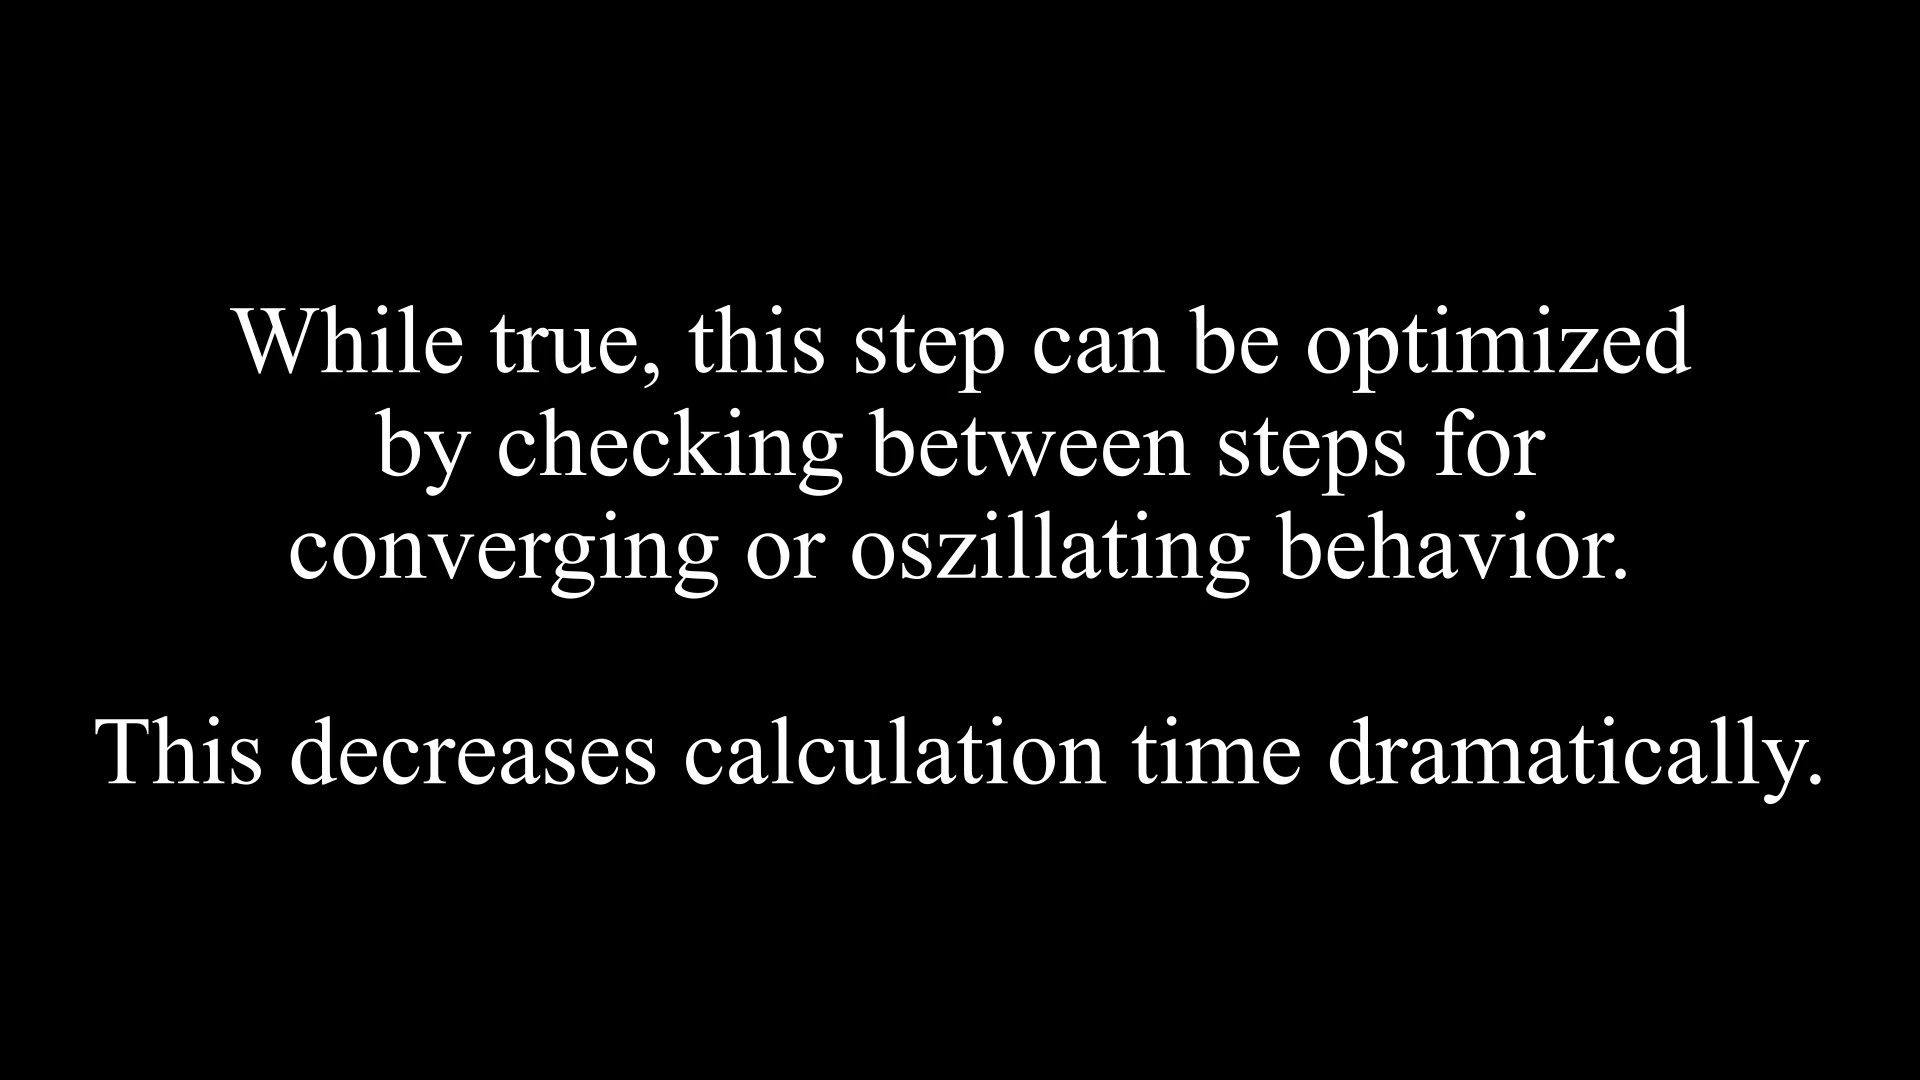 While true, this step can be optimized
by checking between steps for
converging or oszillating behavior.
This decreases calculation time dramatically.